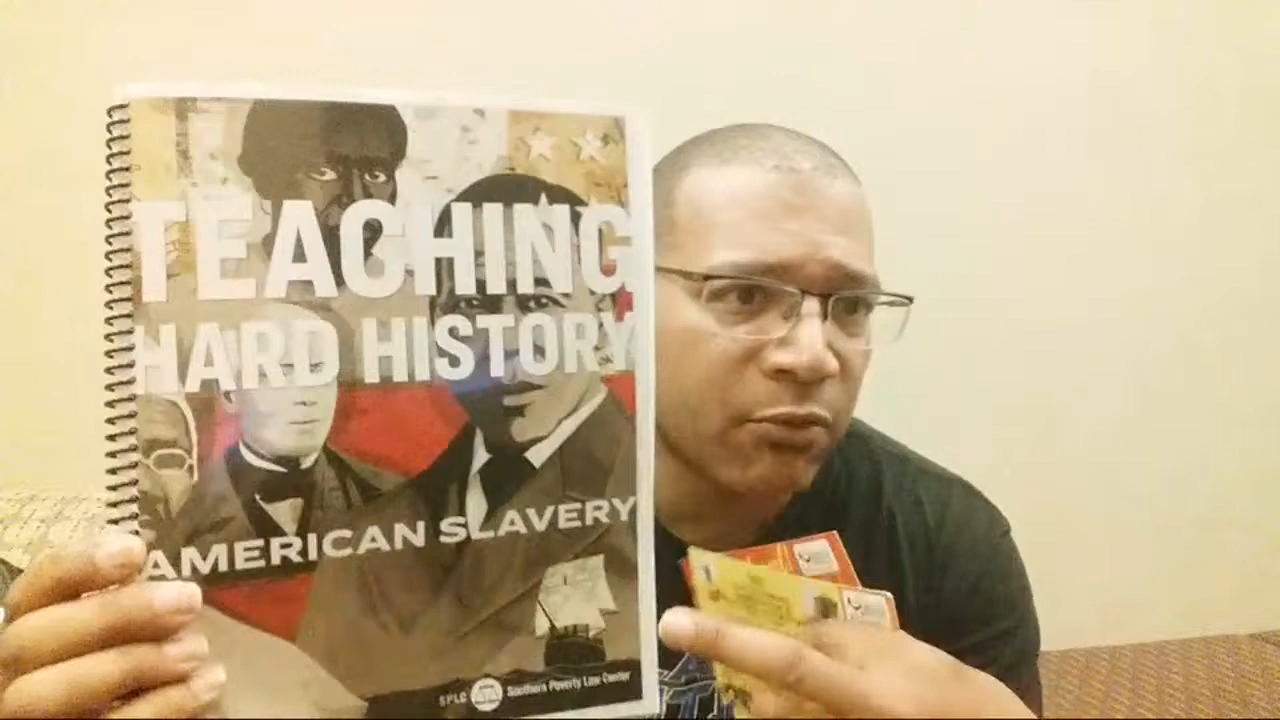 TEACHING
HARD HISTORY
AMERICAN SLAVERY
SPLC Southern Poverty Law Center